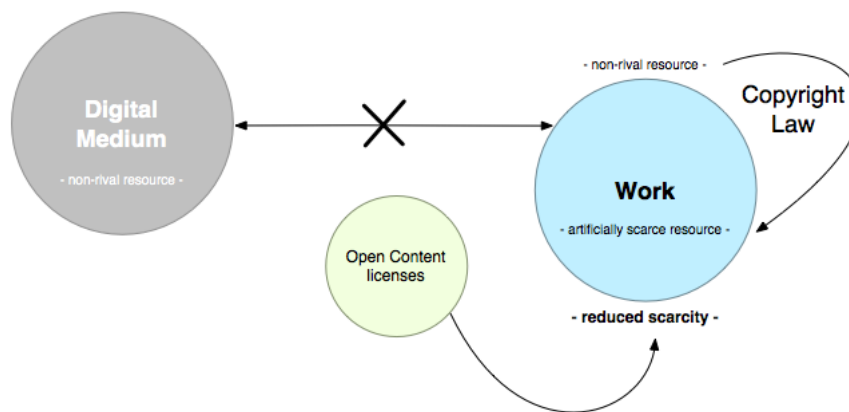 Digital
Medium
- non-rival resource -
- non-rival resource -
Copyright
Law
Work
- artificially scarce resource -
- reduced scarcity -
Open Content
licenses